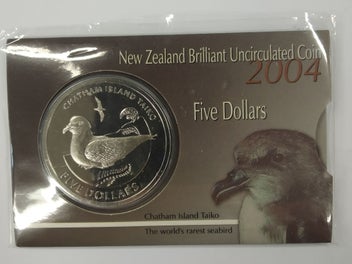 New Zealand Brilliant Uncirculated Coin
2004
Five Dollars
CHATHAM ISLAND TAIKO
FIVE DOLLARS
Chatham Island Taiko
The world's rarest seabird